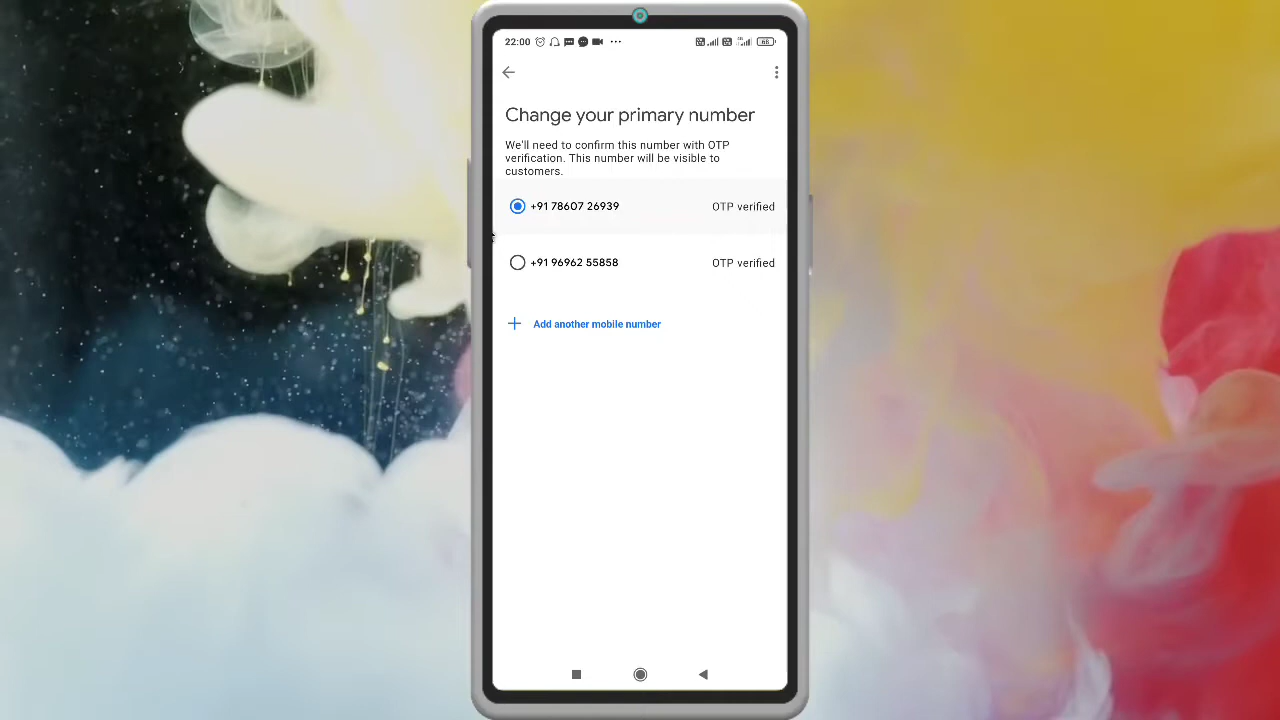 22:00
68
Change your primary number
We'll need to confirm this number with OTP
verification. This number will be visible to
customers.
+91 78607 26939 OTP verified
+91 96962 55858 OTP verified
Add another mobile number